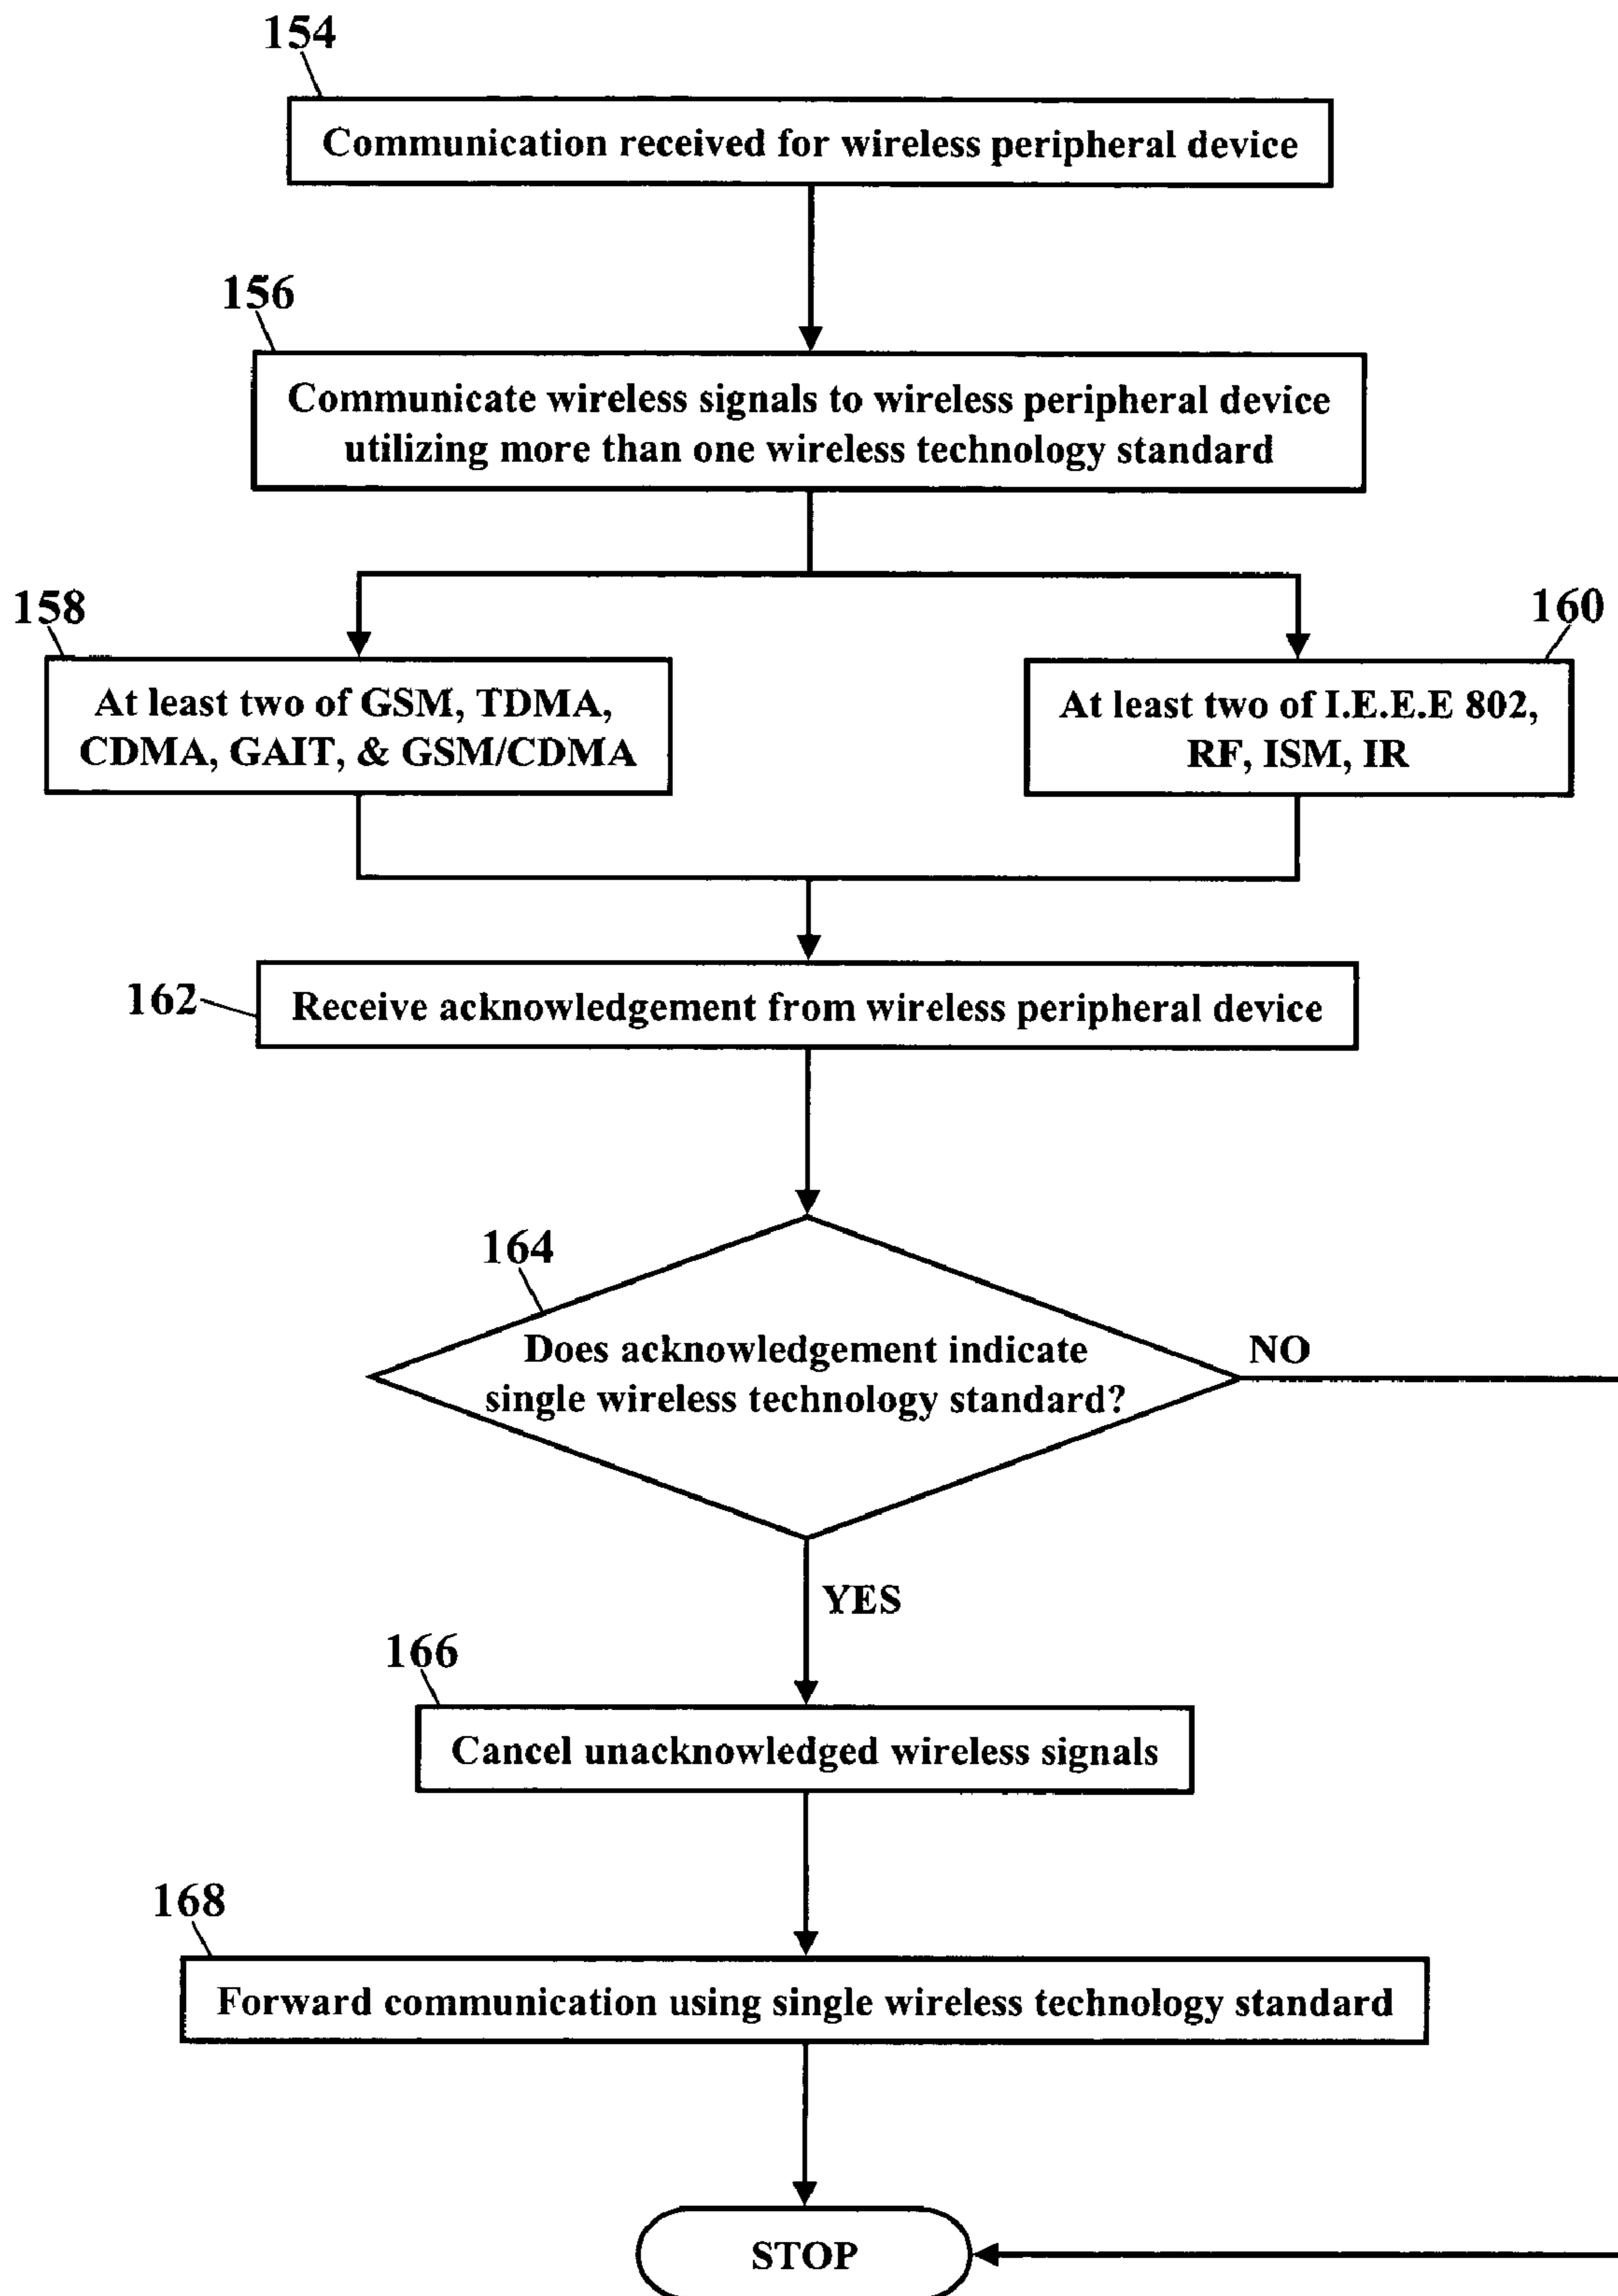 154
Communication received for wireless peripheral device
156
Communicate wireless signals to wireless peripheral device
utilizing more than one wireless technology standard
158
160
At least two of GSM, TDMA,
CDMA, GAIT, & GSM/CDMA
At least two of I.E.E.E 802,
RF, ISM, IR
162
Receive acknowledgement from wireless peripheral device
164
Does acknowledgement indicate
single wireless technology standard?
NO
YES
166
Cancel unacknowledged wireless signals
168
Forward communication using single wireless technology standard
STOP